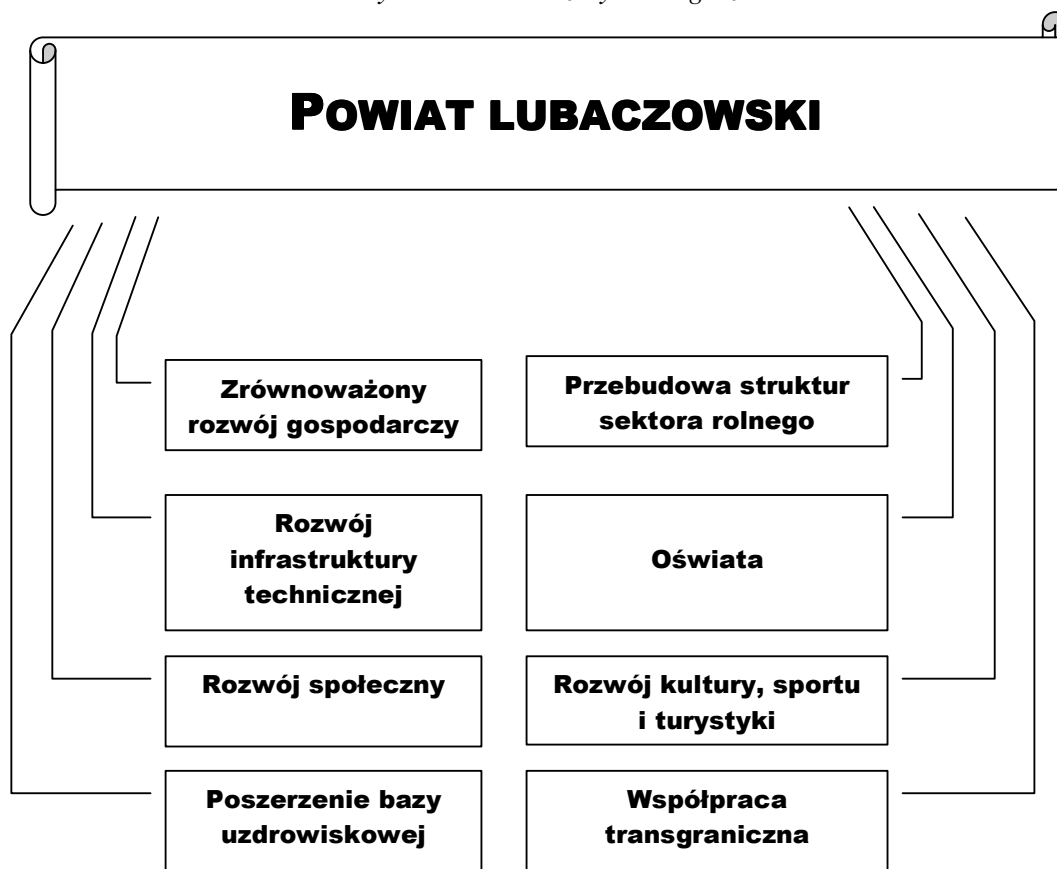 POWIAT LUBACZOWSKI
Zrównoważony
rozwój gospodarczy
Przebudowa struktur
sektora rolnego
Rozwój
infrastruktury
technicznej
Oświata
Rozwój społeczny
Rozwój kultury, sportu
i turystyki
Poszerzenie bazy
uzdrowiskowej
Współpraca
transgraniczna